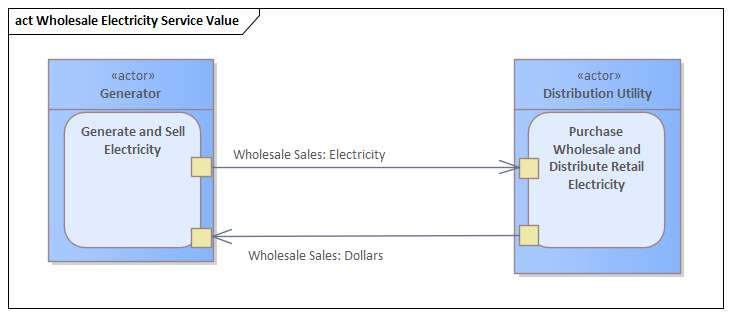 act Wholesale Electricity Service Value
«actor»
Generator
Generate and Sell
Electricity
Wholesale Sales: Electricity
Wholesale Sales: Dollars
«actor»
Distribution Utility
Purchase
Wholesale and
Distribute Retail
Electricity